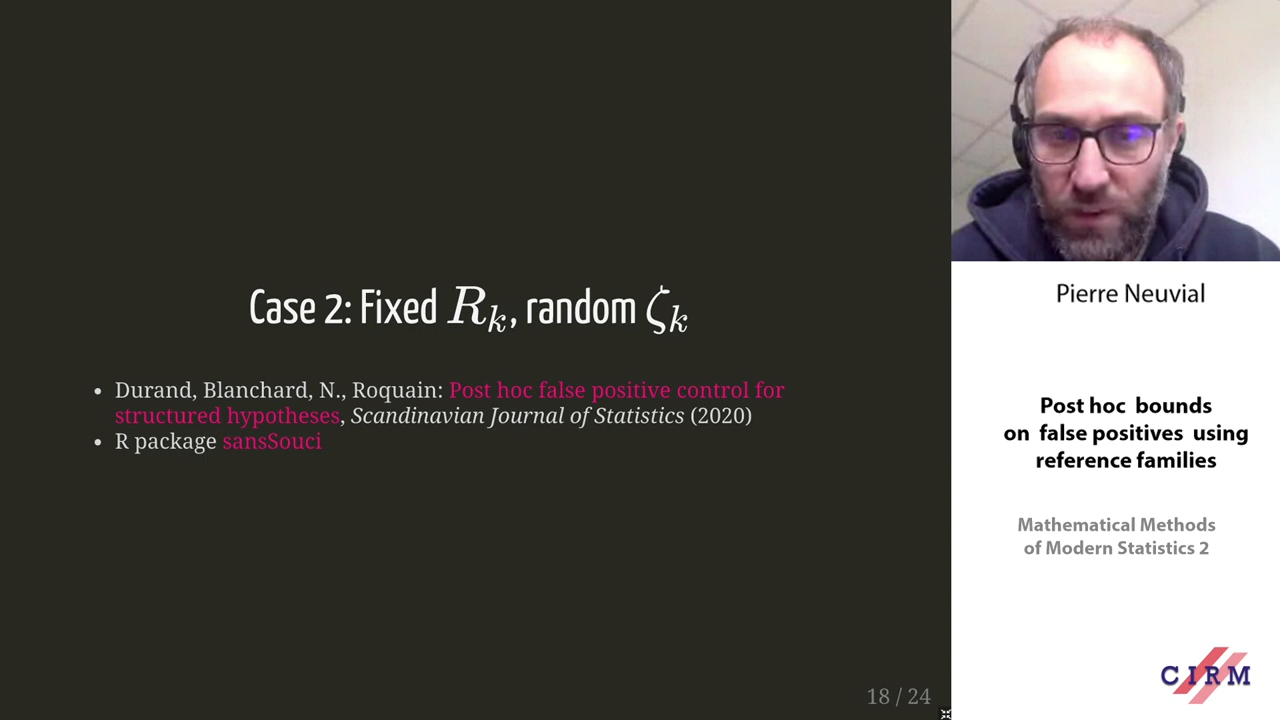 Case 2: Fixed R_k, random ζ_k
• Durand, Blanchard, N., Roquain: Post hoc false positive control for
structured hypotheses, Scandinavian Journal of Statistics (2020)
• R package sansSouci
18 / 24
Pierre Neuvial
Post hoc bounds
on false positives using
reference families
Mathematical Methods
of Modern Statistics 2
CIRM